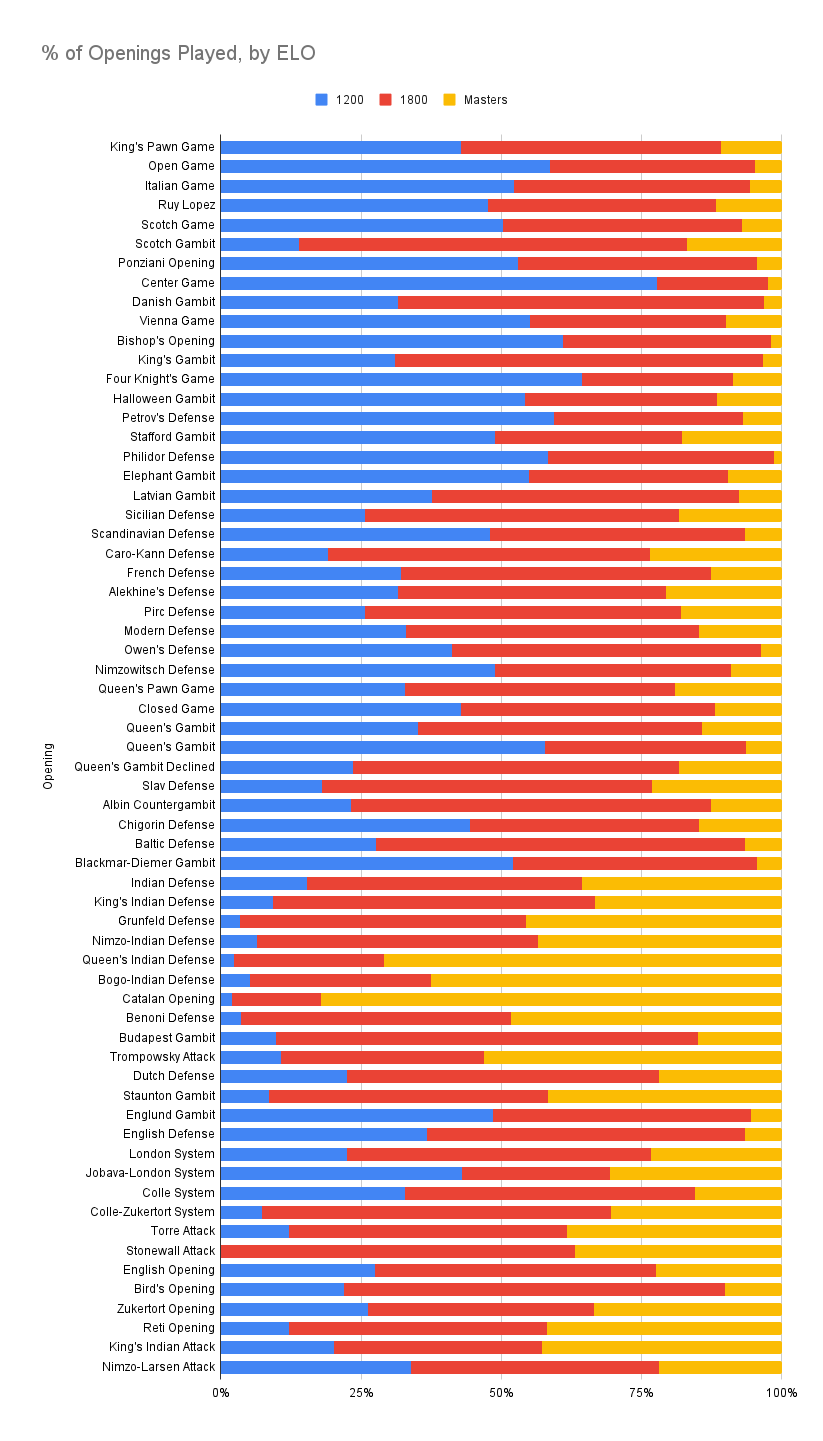 % of Openings Played, by ELO
1200 1800 Masters
King's Pawn Game
Open Game
Italian Game
Ruy Lopez
Scotch Game
Scotch Gambit
Ponziani Opening
Center Game
Danish Gambit
Vienna Game
Bishop's Opening
King's Gambit
Four Knight's Game
Halloween Gambit
Petrov's Defense
Stafford Gambit
Philidor Defense
Elephant Gambit
Latvian Gambit
Sicilian Defense
Scandinavian Defense
Caro-Kann Defense
French Defense
Alekhine's Defense
Pirc Defense
Modern Defense
Owen's Defense
Nimzowitsch Defense
Queen's Pawn Game
Closed Game
Queen's Gambit
Queen's Gambit
Opening
Queen's Gambit Declined
Slav Defense
Albin Countergambit
Chigorin Defense
Baltic Defense
Blackmar-Diemer Gambit
Indian Defense
King's Indian Defense
Grunfeld Defense
Nimzo-Indian Defense
Queen's Indian Defense
Bogo-Indian Defense
Catalan Opening
Benoni Defense
Budapest Gambit
Trompowsky Attack
Dutch Defense
Staunton Gambit
Englund Gambit
English Defense
London System
Jobava-London System
Colle System
Colle-Zukertort System
Torre Attack
Stonewall Attack
English Opening
Bird's Opening
Zukertort Opening
Reti Opening
King's Indian Attack
Nimzo-Larsen Attack
0% 25% 50% 75% 100%